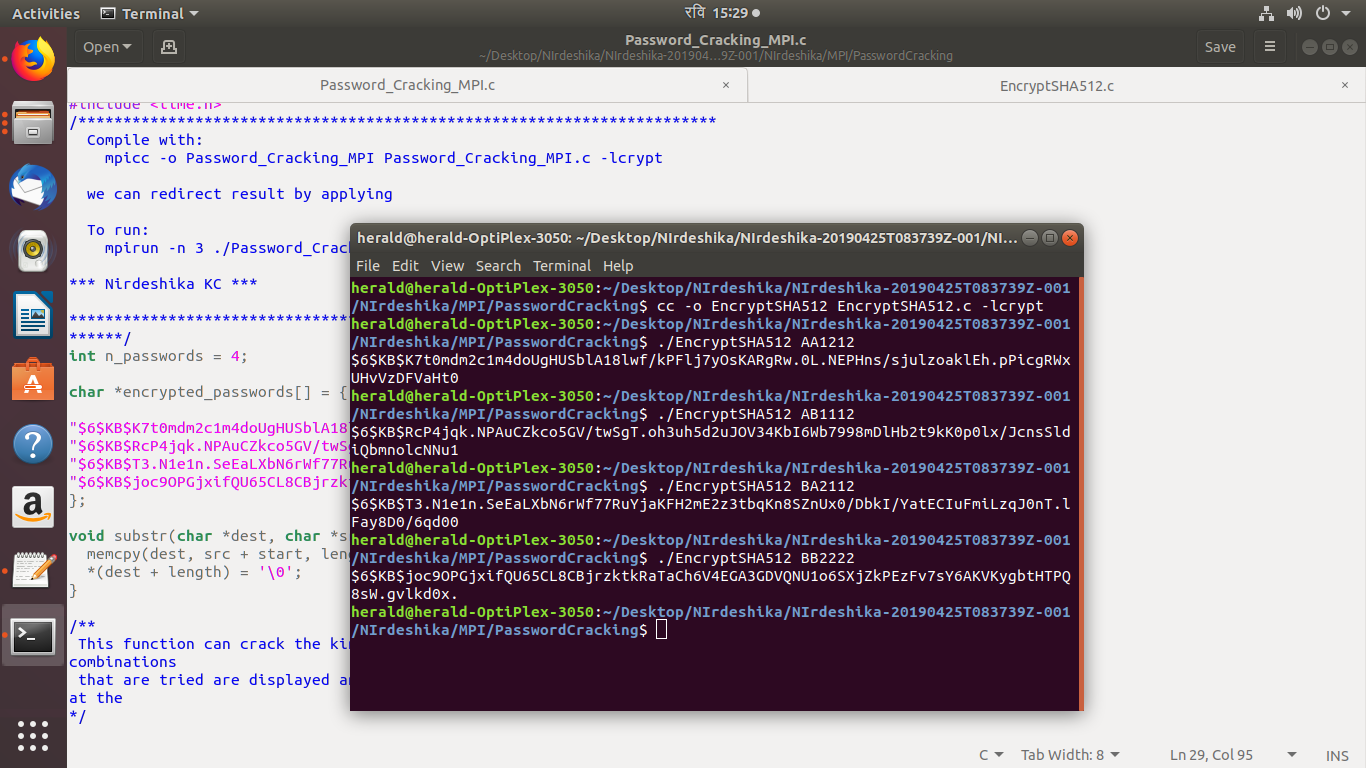 Activities Terminal रवि 15:29
Open Password_Cracking_MPI.c Save
~/Desktop/NIrdeshika/NIrdeshika-201904…9Z-001/NIrdeshika/MPI/PasswordCracking
Password_Cracking_MPI.c × EncryptSHA512.c ×
#include <time.h>
/***********************************************************************
Compile with:
mpicc -o Password_Cracking_MPI Password_Cracking_MPI.c -lcrypt
we can redirect result by applying
To run:
mpirun -n 3 ./Password_Crac
*** Nirdeshika KC ***
*******************************
******/
int n_passwords = 4;
char *encrypted_passwords[] = {
"$6$KB$K7t0mdm2c1m4doUgHUSblA18
"$6$KB$RcP4jqk.NPAuCZkco5GV/twS
"$6$KB$T3.N1e1n.SeEaLXbN6rWf77R
"$6$KB$joc9OPGjxifQU65CL8CBjrzk
};
void substr(char *dest, char *s
memcpy(dest, src + start, len
*(dest + length) = '\0';
}
/**
This function can crack the kin
combinations
that are tried are displayed an
at the
*/
herald@herald-OptiPlex-3050: ~/Desktop/NIrdeshika/NIrdeshika-20190425T083739Z-001/NI...
File Edit View Search Terminal Help
herald@herald-OptiPlex-3050:~/Desktop/NIrdeshika/NIrdeshika-20190425T083739Z-001
/NIrdeshika/MPI/PasswordCracking$ cc -o EncryptSHA512 EncryptSHA512.c -lcrypt
herald@herald-OptiPlex-3050:~/Desktop/NIrdeshika/NIrdeshika-20190425T083739Z-001
/NIrdeshika/MPI/PasswordCracking$ ./EncryptSHA512 AA1212
$6$KB$K7t0mdm2c1m4doUgHUSblA18lwf/kPFlj7yOsKARgRw.0L.NEPHns/sjulzoaklEh.pPicgRWx
UHvVzDFVaHt0
herald@herald-OptiPlex-3050:~/Desktop/NIrdeshika/NIrdeshika-20190425T083739Z-001
/NIrdeshika/MPI/PasswordCracking$ ./EncryptSHA512 AB1112
$6$KB$RcP4jqk.NPAuCZkco5GV/twSgT.oh3uh5d2uJOV34KbI6Wb7998mDlHb2t9kK0p0lx/JcnsSld
iQbmnolcNNu1
herald@herald-OptiPlex-3050:~/Desktop/NIrdeshika/NIrdeshika-20190425T083739Z-001
/NIrdeshika/MPI/PasswordCracking$ ./EncryptSHA512 BA2112
$6$KB$T3.N1e1n.SeEaLXbN6rWf77RuYjaKFH2mE2z3tbqKn8SZnUx0/DbkI/YatECIuFmiLzqJ0nT.l
Fay8D0/6qd00
herald@herald-OptiPlex-3050:~/Desktop/NIrdeshika/NIrdeshika-20190425T083739Z-001
/NIrdeshika/MPI/PasswordCracking$ ./EncryptSHA512 BB2222
$6$KB$joc9OPGjxifQU65CL8CBjrzktkRaTaCh6V4EGA3GDVQNU1o6SXjZkPEzFv7sY6AKVKygbtHTPQ
8sW.gvlkd0x.
herald@herald-OptiPlex-3050:~/Desktop/NIrdeshika/NIrdeshika-20190425T083739Z-001
/NIrdeshika/MPI/PasswordCracking$
C Tab Width: 8 Ln 29, Col 95 INS